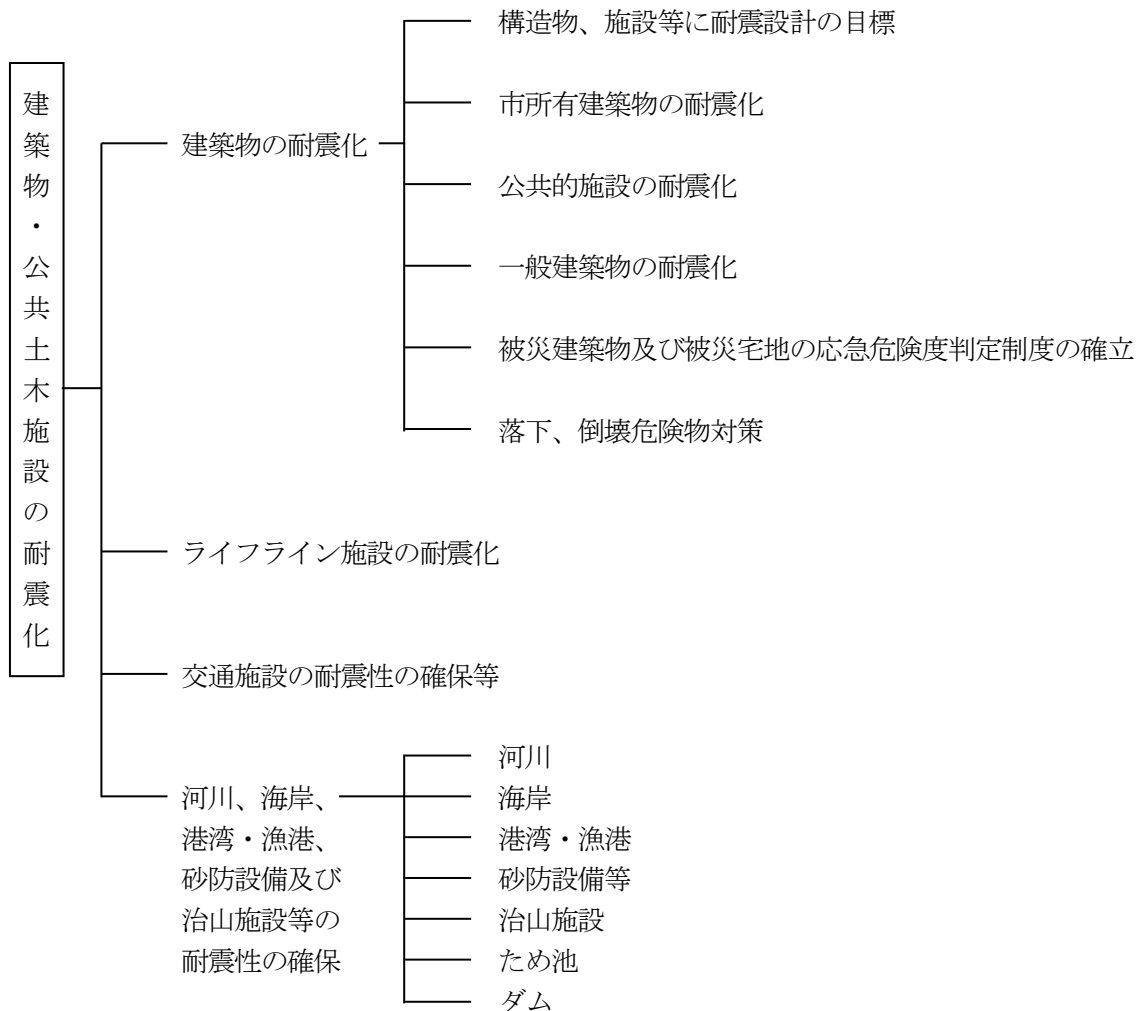 建築物・公共土木施設の耐震化
建築物の耐震化
構造物、施設等に耐震設計の目標
市所有建築物の耐震化
公共的施設の耐震化
一般建築物の耐震化
被災建築物及び被災宅地の応急危険度判定制度の確立
落下、倒壊危険物対策
ライフライン施設の耐震化
交通施設の耐震性の確保等
河川、海岸、
港湾・漁港、
砂防設備及び
治山施設等の
耐震性の確保
河川
海岸
港湾・漁港
砂防設備等
治山施設
ため池
ダム